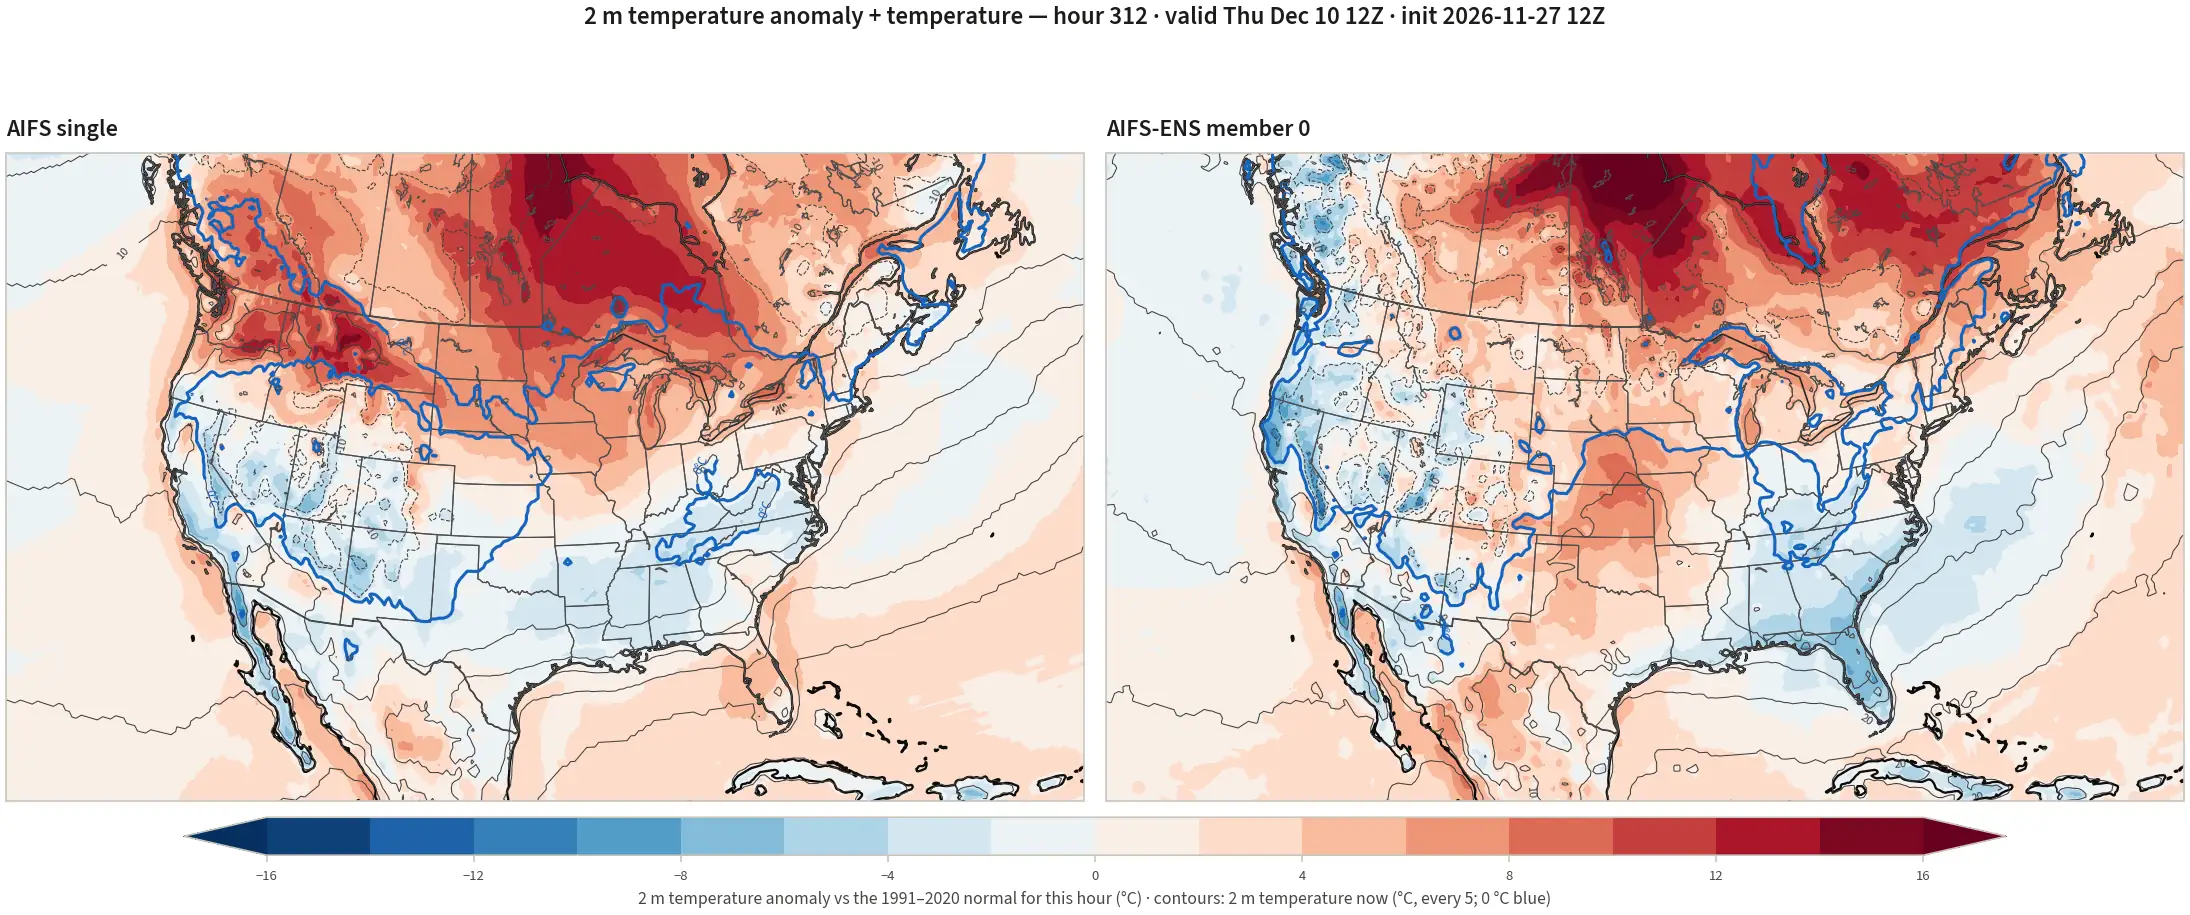 2 m temperature anomaly + temperature — hour 312 · valid Thu Dec 10 12Z · init 2026-11-27 12Z
AIFS single
AIFS-ENS member 0
10
−16
−12
−8
−4
0
4
8
12
16
2 m temperature anomaly vs the 1991–2020 normal for this hour (°C) · contours: 2 m temperature now (°C, every 5; 0 °C blue)